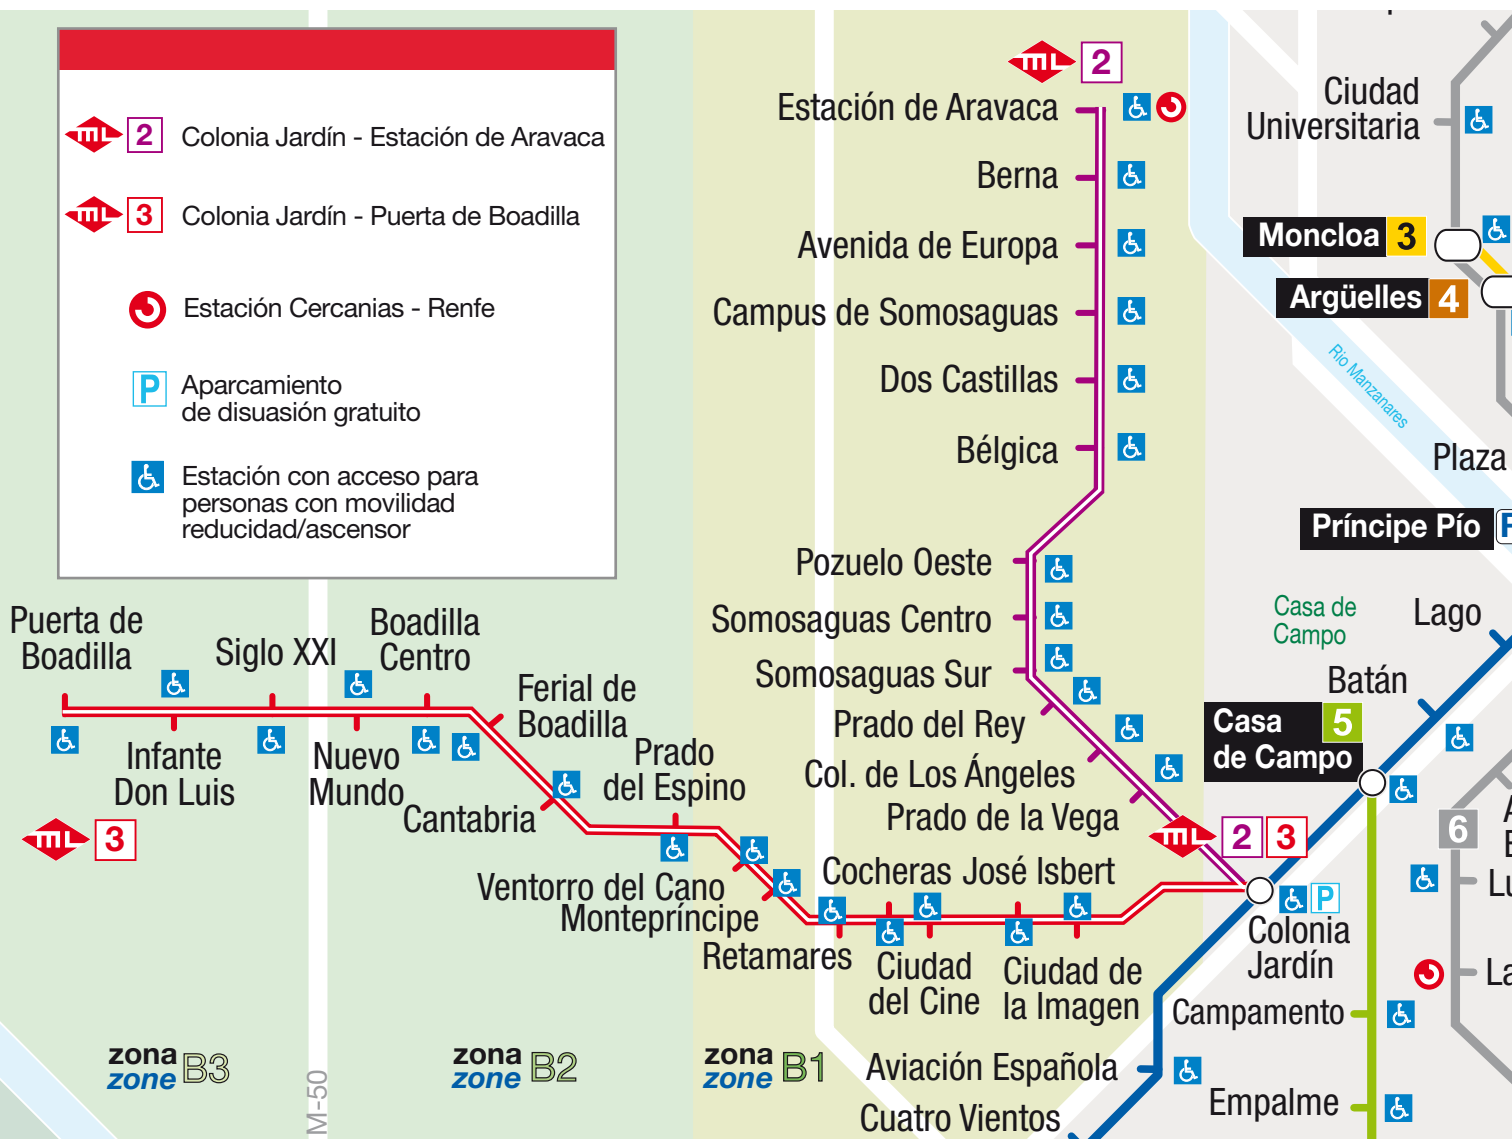 mL 2 Colonia Jardín - Estación de Aravaca
mL 3 Colonia Jardín - Puerta de Boadilla
Estación Cercanias - Renfe
P Aparcamiento
de disuasión gratuito
Estación con acceso para
personas con movilidad
reducidad/ascensor
mL 2
Estación de Aravaca
Berna
Avenida de Europa
Campus de Somosaguas
Dos Castillas
Bélgica
Pozuelo Oeste
Somosaguas Centro
Somosaguas Sur
Prado del Rey
Col. de Los Ángeles
Prado de la Vega
mL 2 3
Ciudad
Universitaria
Moncloa 3
Argüelles 4
Rio Manzanares
Plaza
Príncipe Pío
Casa de
Campo
Lago
Batán
Casa 5
de Campo
6
Puerta de
Boadilla
Infante
Don Luis
Siglo XXI
Nuevo
Mundo
Boadilla
Centro
Ferial de
Boadilla
Cantabria
Prado
del Espino
Ventorro del Cano
Montepríncipe
Retamares
Cocheras
Ciudad
del Cine
José Isbert
Ciudad de
la Imagen
P
Colonia
Jardín
mL 3
Campamento
Aviación Española
Cuatro Vientos
Empalme
zona
zone B3
M-50
zona
zone B2
zona
zone B1